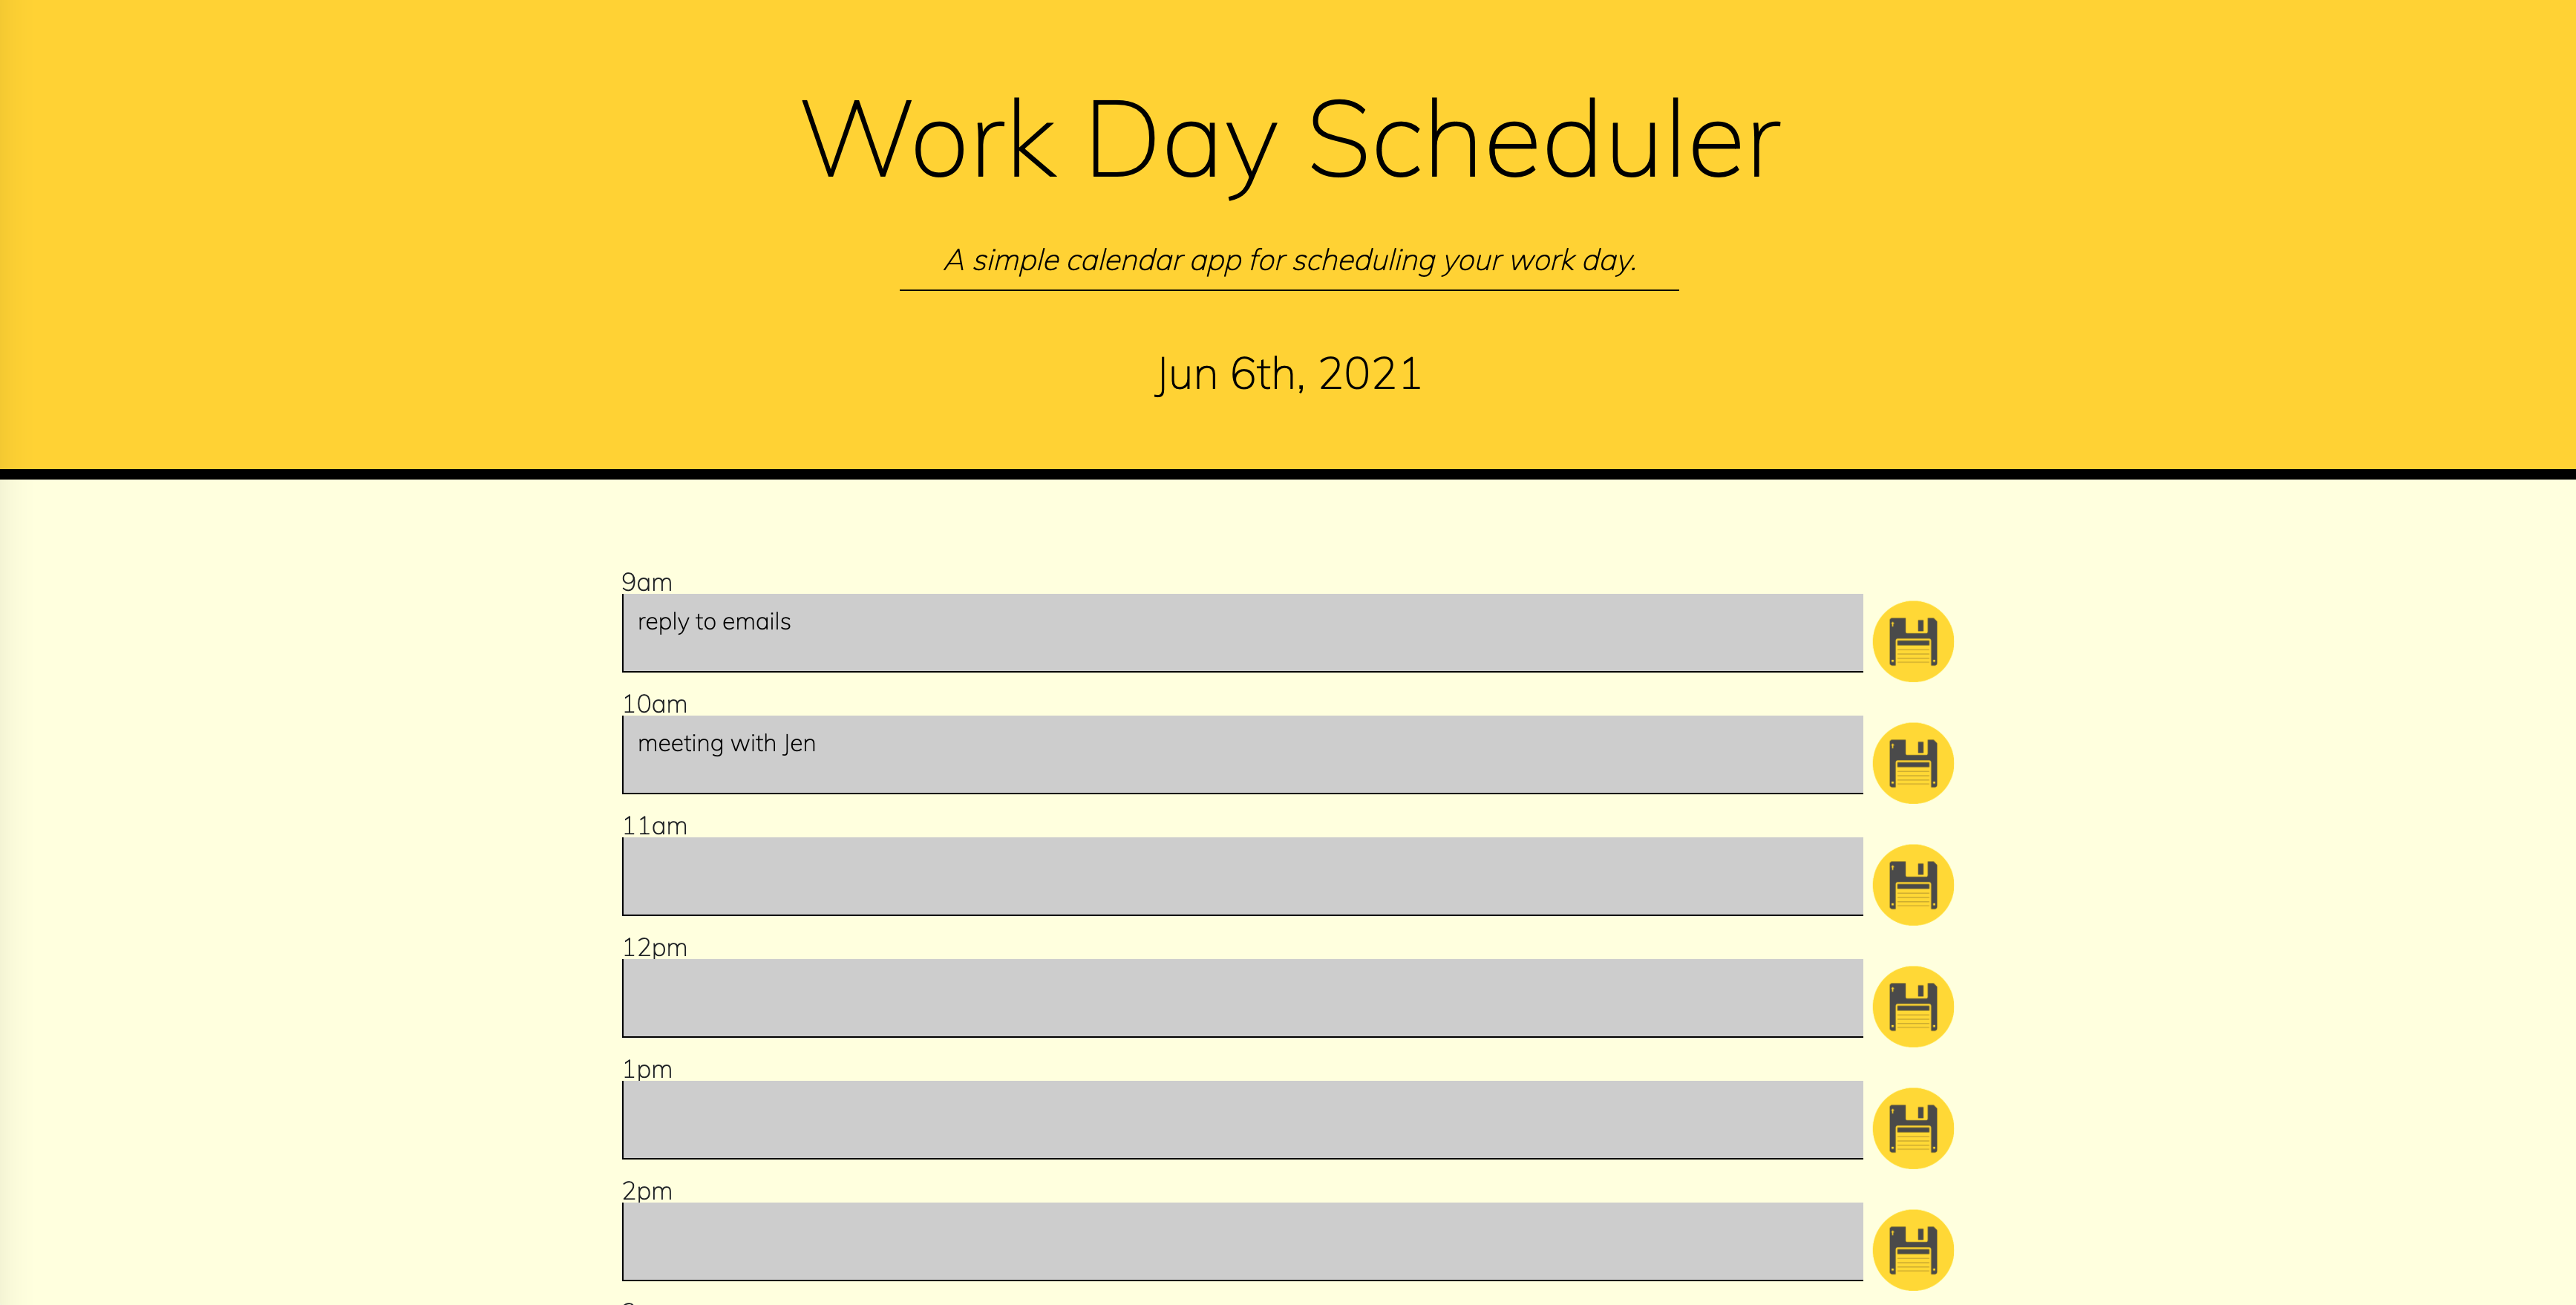 Work Day Scheduler
A simple calendar app for scheduling your work day.
Jun 6th, 2021
9am
reply to emails
10am
meeting with Jen
11am
12pm
1pm
2pm